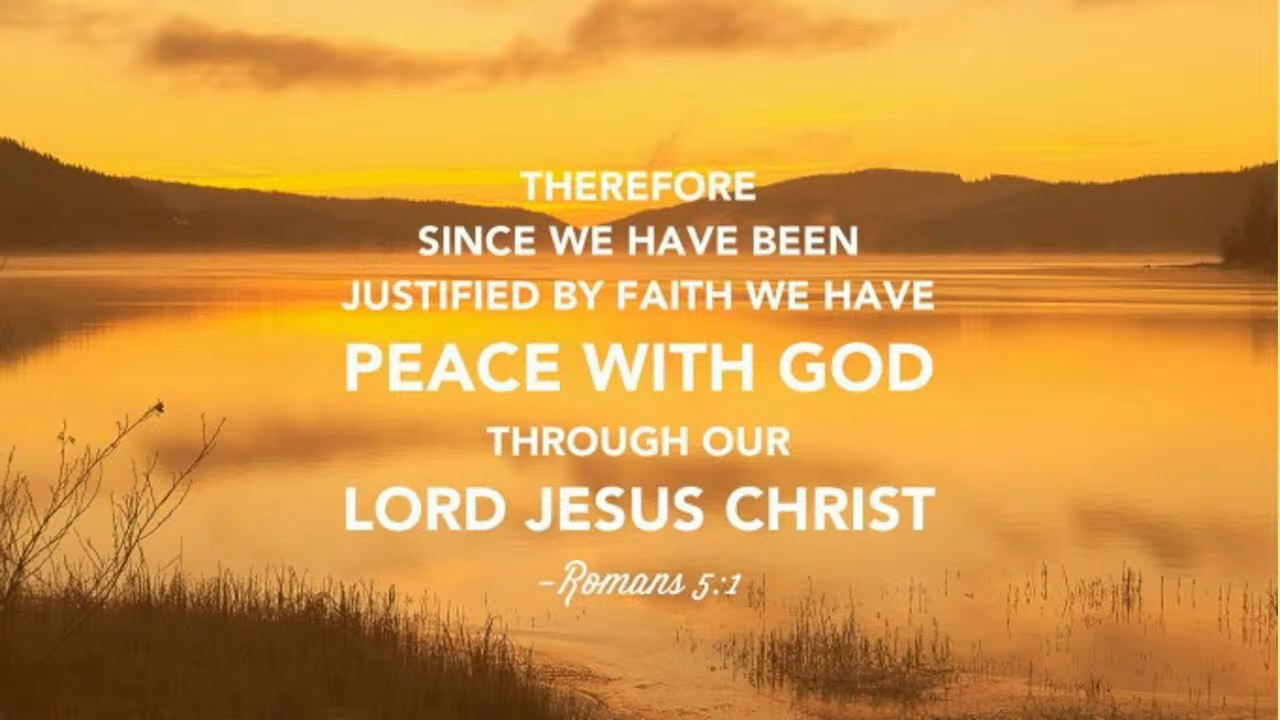 THEREFORE
SINCE WE HAVE BEEN
JUSTIFIED BY FAITH WE HAVE
PEACE WITH GOD
THROUGH OUR
LORD JESUS CHRIST
-Romans 5:1